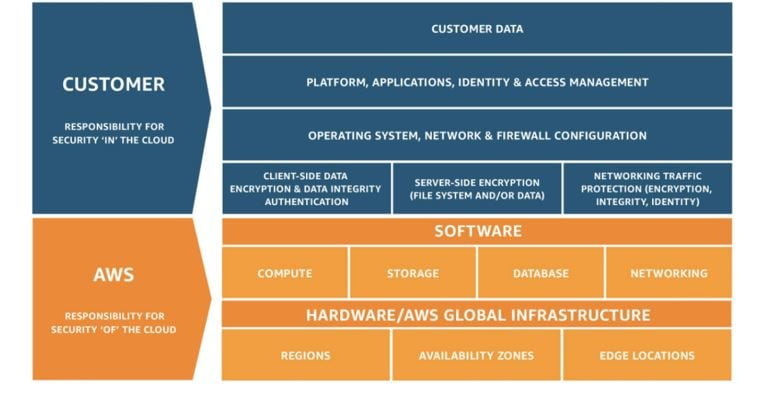 CUSTOMER
RESPONSIBILITY FOR
SECURITY ‘IN’ THE CLOUD
CUSTOMER DATA
PLATFORM, APPLICATIONS, IDENTITY & ACCESS MANAGEMENT
OPERATING SYSTEM, NETWORK & FIREWALL CONFIGURATION
CLIENT-SIDE DATA
ENCRYPTION & DATA INTEGRITY
AUTHENTICATION
SERVER-SIDE ENCRYPTION
(FILE SYSTEM AND/OR DATA)
NETWORKING TRAFFIC
PROTECTION (ENCRYPTION,
INTEGRITY, IDENTITY)
AWS
RESPONSIBILITY FOR
SECURITY ‘OF’ THE CLOUD
SOFTWARE
COMPUTE
STORAGE
DATABASE
NETWORKING
HARDWARE/AWS GLOBAL INFRASTRUCTURE
REGIONS
AVAILABILITY ZONES
EDGE LOCATIONS